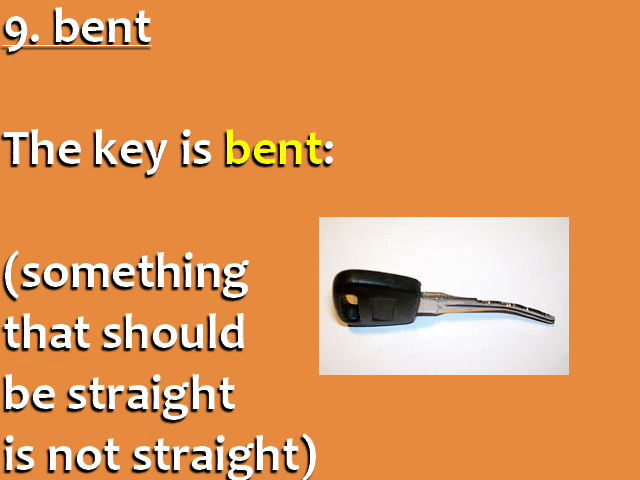 9. bent
The key is bent:
(something
that should
be straight
is not straight)